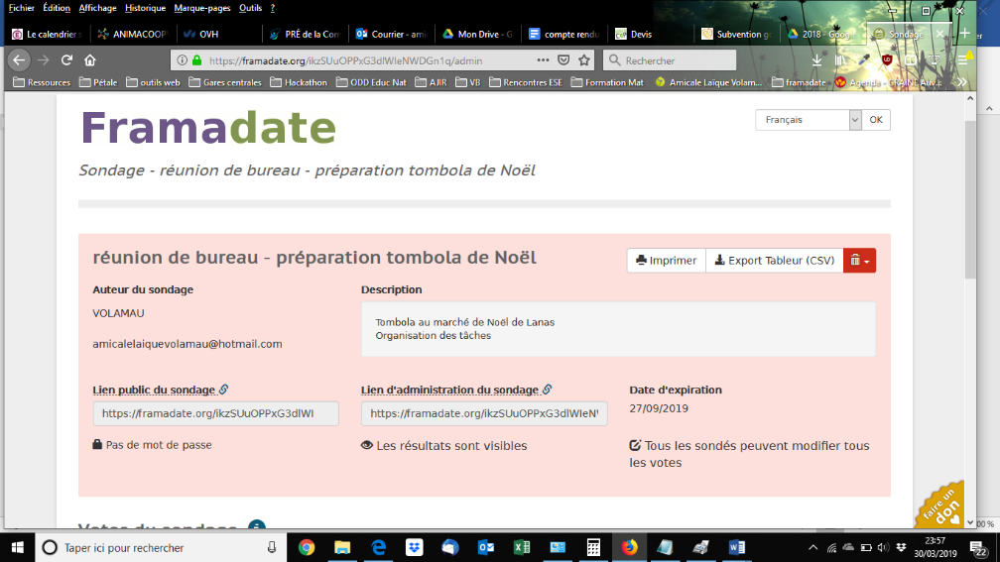 Fichier Édition Affichage Historique Marque-pages Outils ?
Le calendrier ANIMACOOP OVH PRÉ de la Com Courrier - ami Mon Drive - G compte rendu Devis Subvention go 2018 - Goog Sondage
https://framadate.org/ikzSUuOPPxG3dlWIeNWDGn1q/admin
Rechercher
Ressources Pétale outils web Gares centrales Hackathon ODD Educ Nat AJIR VB Rencontres ESE Formation Mat Amicale Laïque Volam... framadate Agenda - GRAINE Auv.
Framadate
Français
OK
Sondage - réunion de bureau - préparation tombola de Noël
réunion de bureau - préparation tombola de Noël
Imprimer
Export Tableur (CSV)
Auteur du sondage
VOLAMAU
amicalelaiquevolamau@hotmail.com
Description
Tombola au marché de Noël de Lanas
Organisation des tâches
Lien public du sondage
https://framadate.org/ikzSUuOPPxG3dlWI
Pas de mot de passe
Lien d'administration du sondage
https://framadate.org/ikzSUuOPPxG3dlWIeNW
Les résultats sont visibles
Date d'expiration
27/09/2019
Tous les sondés peuvent modifier tous
les votes
Votes du sondage
faire un
don
00 %
Taper ici pour rechercher
23:57
30/03/2019
22